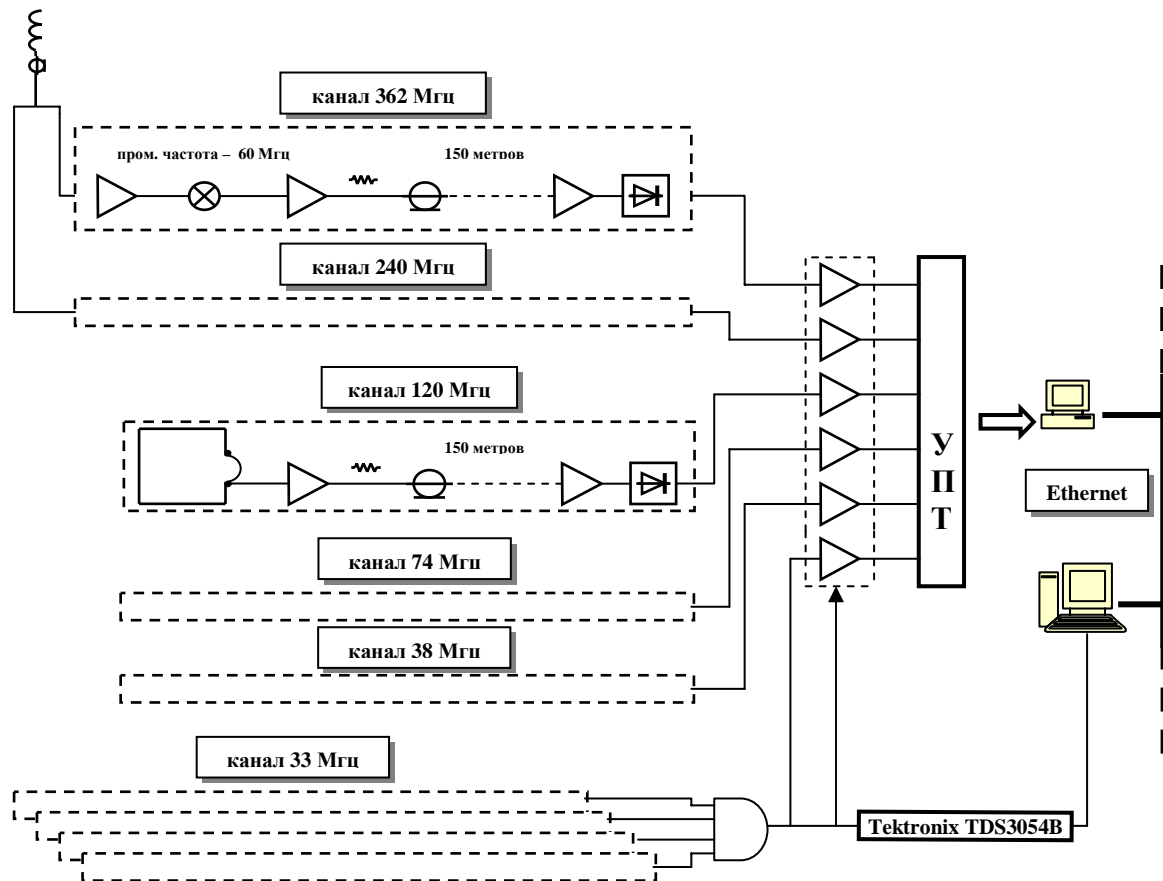 канал 362 Мгц
пром. частота – 60 Мгц
150 метров
канал 240 Мгц
канал 120 Мгц
150 метров
канал 74 Мгц
канал 38 Мгц
канал 33 Мгц
УПТ
Ethernet
Tektronix TDS3054B